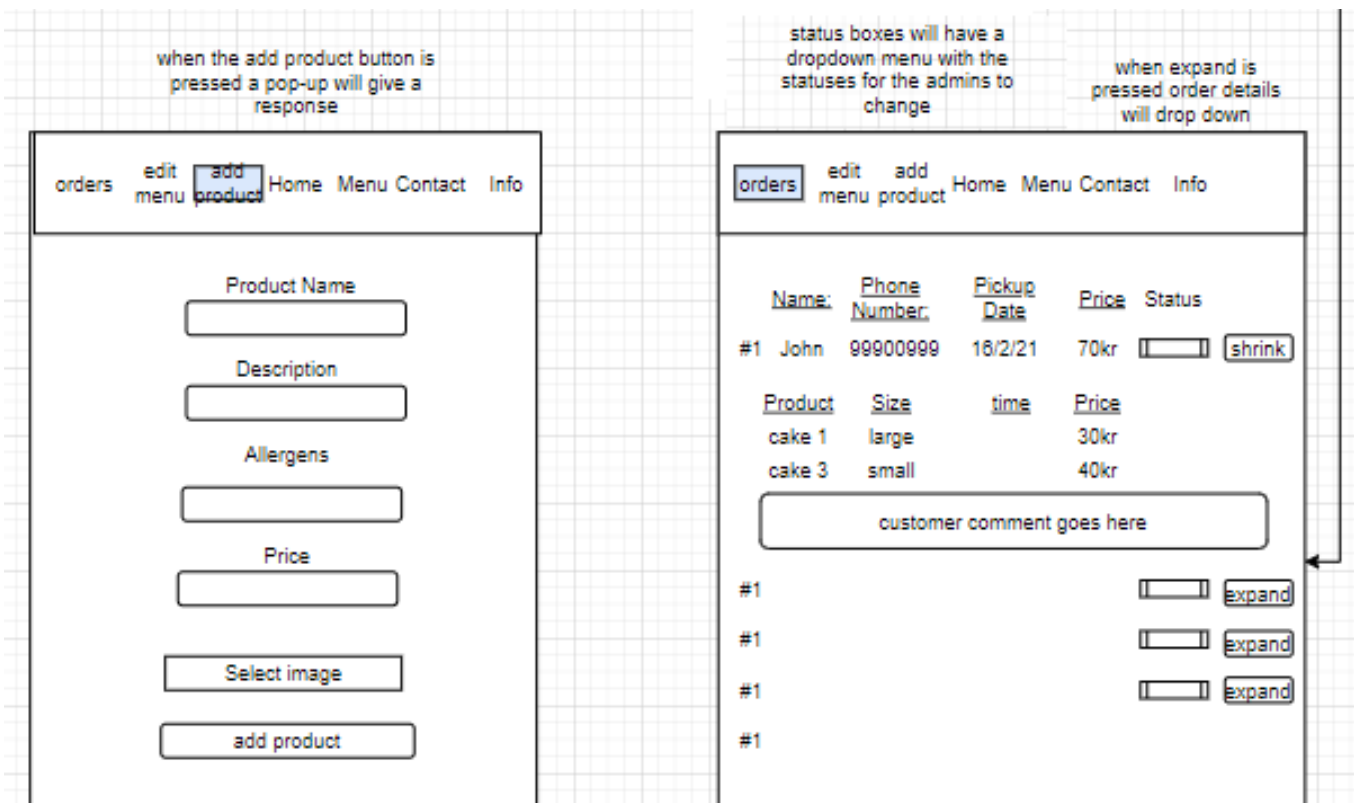 when the add product button is
pressed a pop-up will give a
response
orders edit menu add product Home Menu Contact Info
Product Name
Description
Allergens
Price
Select image
add product
status boxes will have a
dropdown menu with the
statuses for the admins to
change
when expand is
pressed order details
will drop down
orders edit menu add product Home Menu Contact Info
Name: Phone Number: Pickup Date Price Status
#1 John 99900999 16/2/21 70kr shrink
Product Size time Price
cake 1 large 30kr
cake 3 small 40kr
customer comment goes here
#1 expand
#1 expand
#1 expand
#1